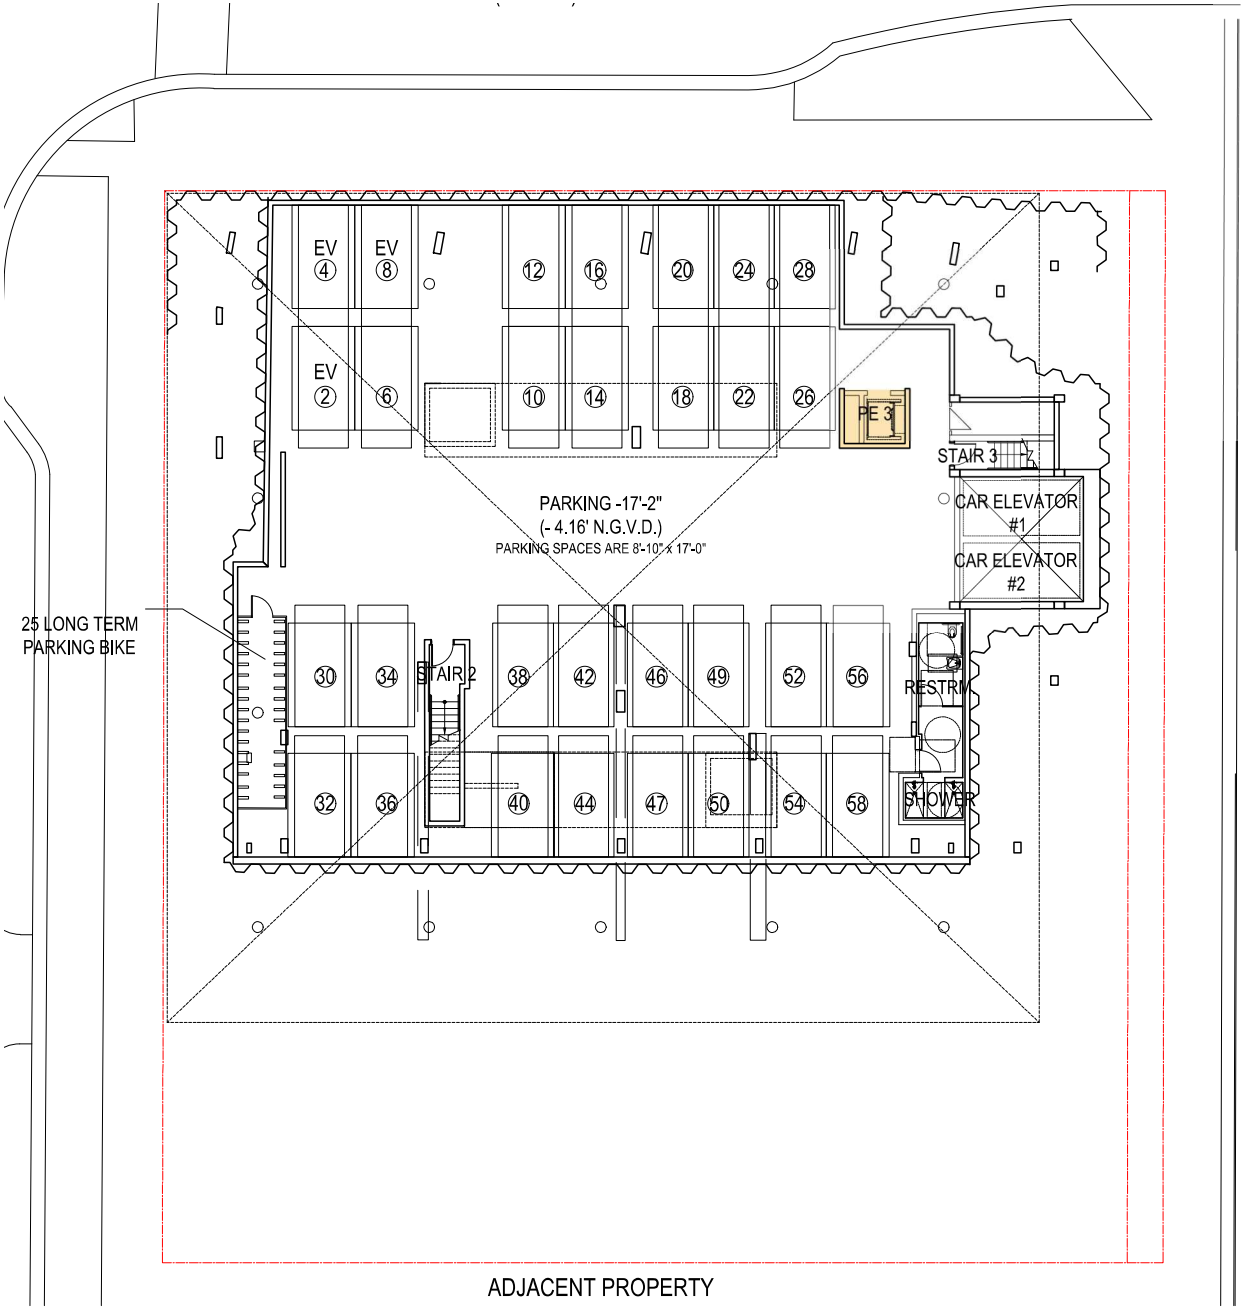 EV
EV
4
8
12
16
20
24
28
EV
2
6
10
14
18
22
26
PE 3
STAIR 3
PARKING -17'-2"
(- 4.16' N.G.V.D.)
PARKING SPACES ARE 8'-10" x 17'-0"
CAR ELEVATOR
#1
CAR ELEVATOR
#2
25 LONG TERM
PARKING BIKE
30
34
STAIR 2
38
42
46
49
52
56
RESTRM
32
36
40
44
47
50
54
58
SHOWER
ADJACENT PROPERTY